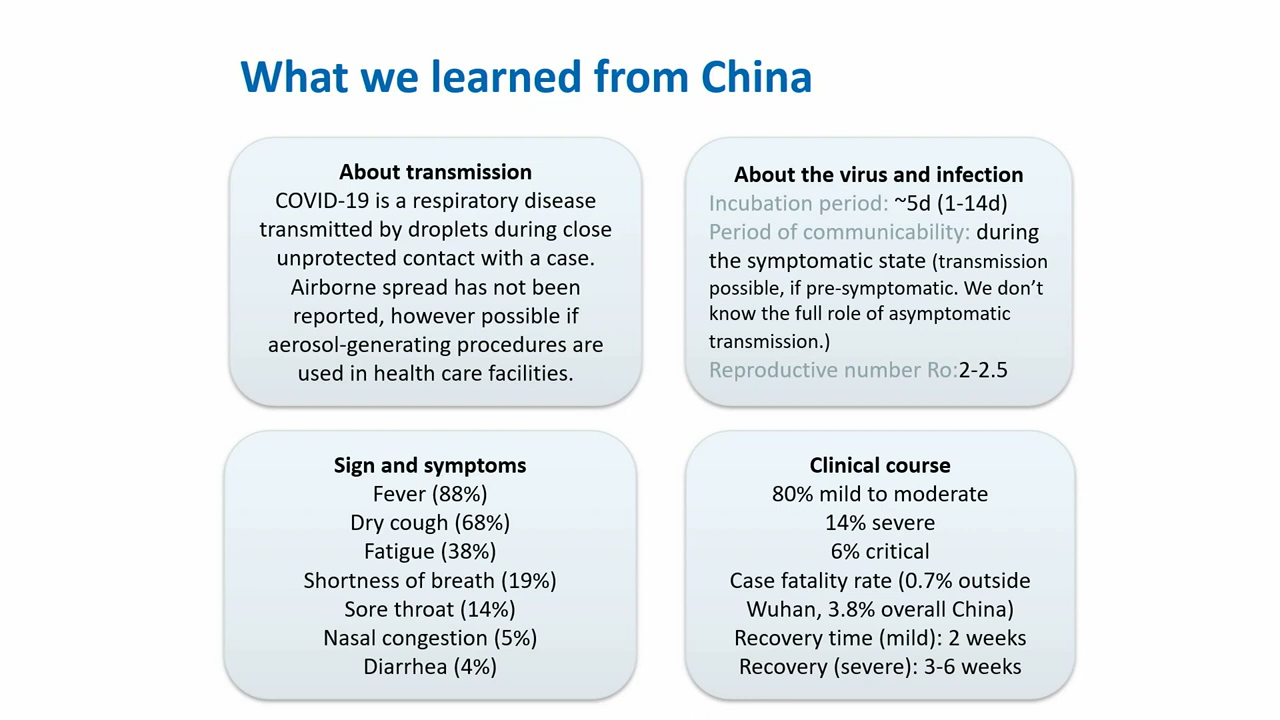 What we learned from China
About transmission
COVID-19 is a respiratory disease
transmitted by droplets during close
unprotected contact with a case.
Airborne spread has not been
reported, however possible if
aerosol-generating procedures are
used in health care facilities.
About the virus and infection
Incubation period: ~5d (1-14d)
Period of communicability: during
the symptomatic state (transmission
possible, if pre-symptomatic. We don’t
know the full role of asymptomatic
transmission.)
Reproductive number Ro:2-2.5
Sign and symptoms
Fever (88%)
Dry cough (68%)
Fatigue (38%)
Shortness of breath (19%)
Sore throat (14%)
Nasal congestion (5%)
Diarrhea (4%)
Clinical course
80% mild to moderate
14% severe
6% critical
Case fatality rate (0.7% outside
Wuhan, 3.8% overall China)
Recovery time (mild): 2 weeks
Recovery (severe): 3-6 weeks